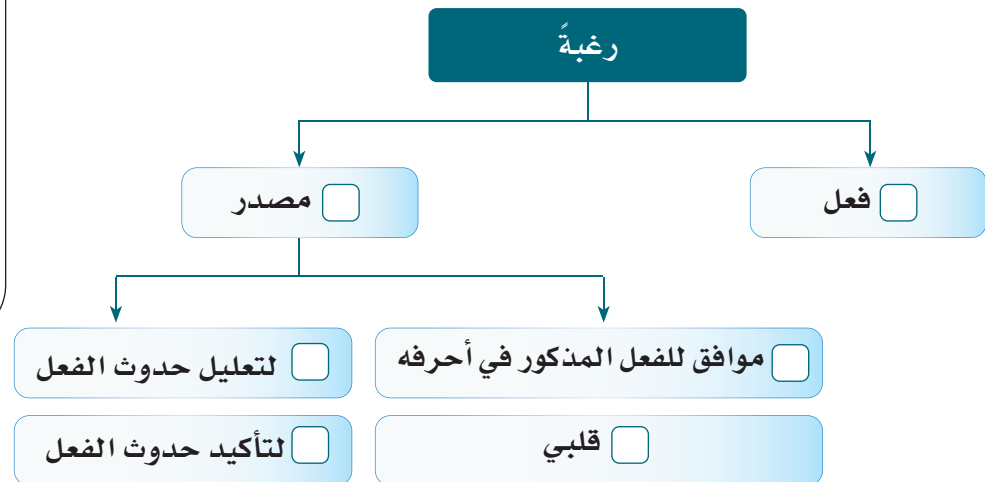 رغبةً
فعل
مصدر
موافق للفعل المذكور في أحرفه
لتعليل حدوث الفعل
قلبي
لتأكيد حدوث الفعل